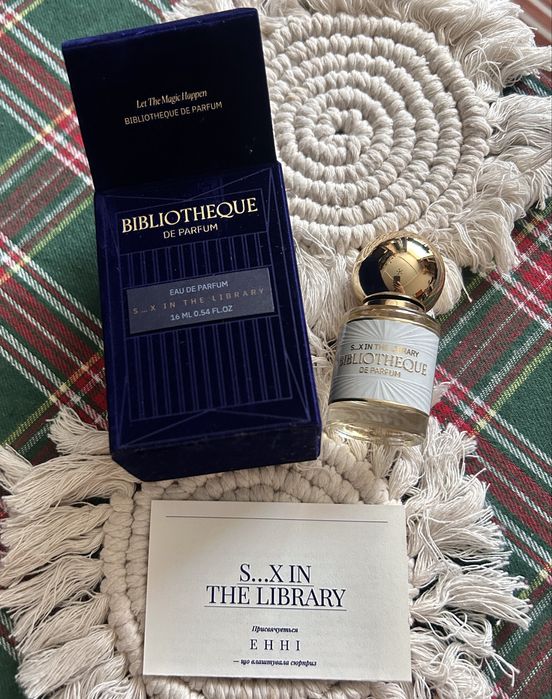 Let The Magic Happen
BIBLIOTHEQUE DE PARFUM
BIBLIOTHEQUE
DE PARFUM
EAU DE PARFUM
S...X IN THE LIBRARY
16 ML 0.54 FL.OZ
S...X IN THE LIBRARY
BIBLIOTHEQUE
DE PARFUM
S...X IN
THE LIBRARY
Присвячується
ЕННІ
— що влаштувала сюрприз